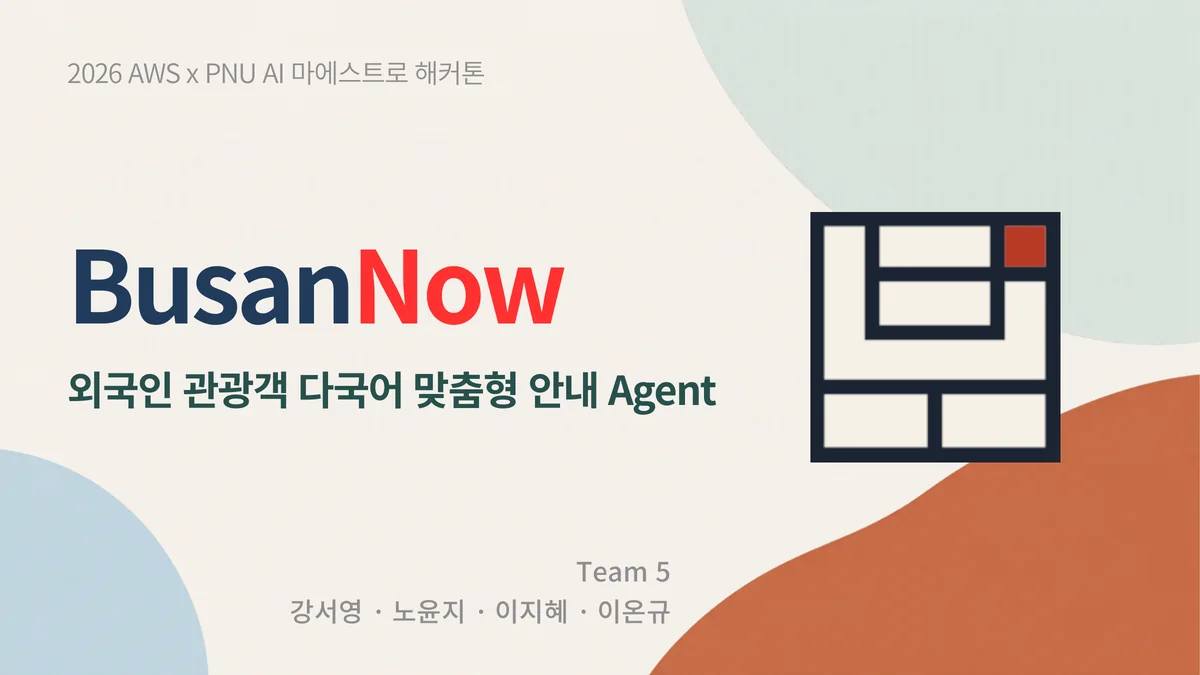 2026 AWS x PNU AI 마에스트로 해커톤
BusanNow
외국인 관광객 다국어 맞춤형 안내 Agent
Team 5
강서영 · 노윤지 · 이지혜 · 이온규